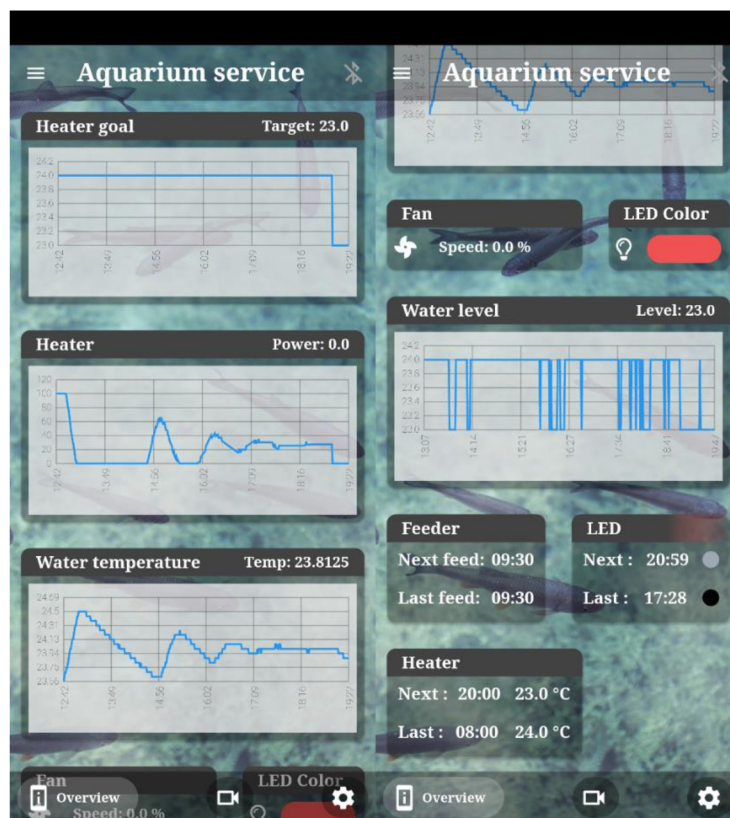 Aquarium service
Heater goal Target: 23.0
24.2
24.0
23.8
23.6
23.4
23.2
23.0
12:42 13:49 14:56 16:02 17:09 18:16 19:22
Heater Power: 0.0
120
100
80
60
40
20
0
12:42 13:49 14:56 16:02 17:09 18:16 19:22
Water temperature Temp: 23.8125
24.69
24.5
24.31
24.13
23.94
23.75
23.56
12:42 13:49 14:56 16:02 17:09 18:16 19:22
Fan LED Color
Speed: 0.0 %
Overview
Aquarium service
24.31
24.13
23.94
23.75
23.56
12:42 13:49 14:56 16:02 17:09 18:16 19:22
Fan LED Color
Speed: 0.0 %
Water level Level: 23.0
24.2
24.0
23.8
23.6
23.4
23.2
13:07 14:14 15:21 16:27 17:34 18:41 19:47
Feeder LED
Next feed: 09:30 Next : 20:59
Last feed: 09:30 Last : 17:28
Heater
Next : 20:00 23.0 °C
Last : 08:00 24.0 °C
Overview